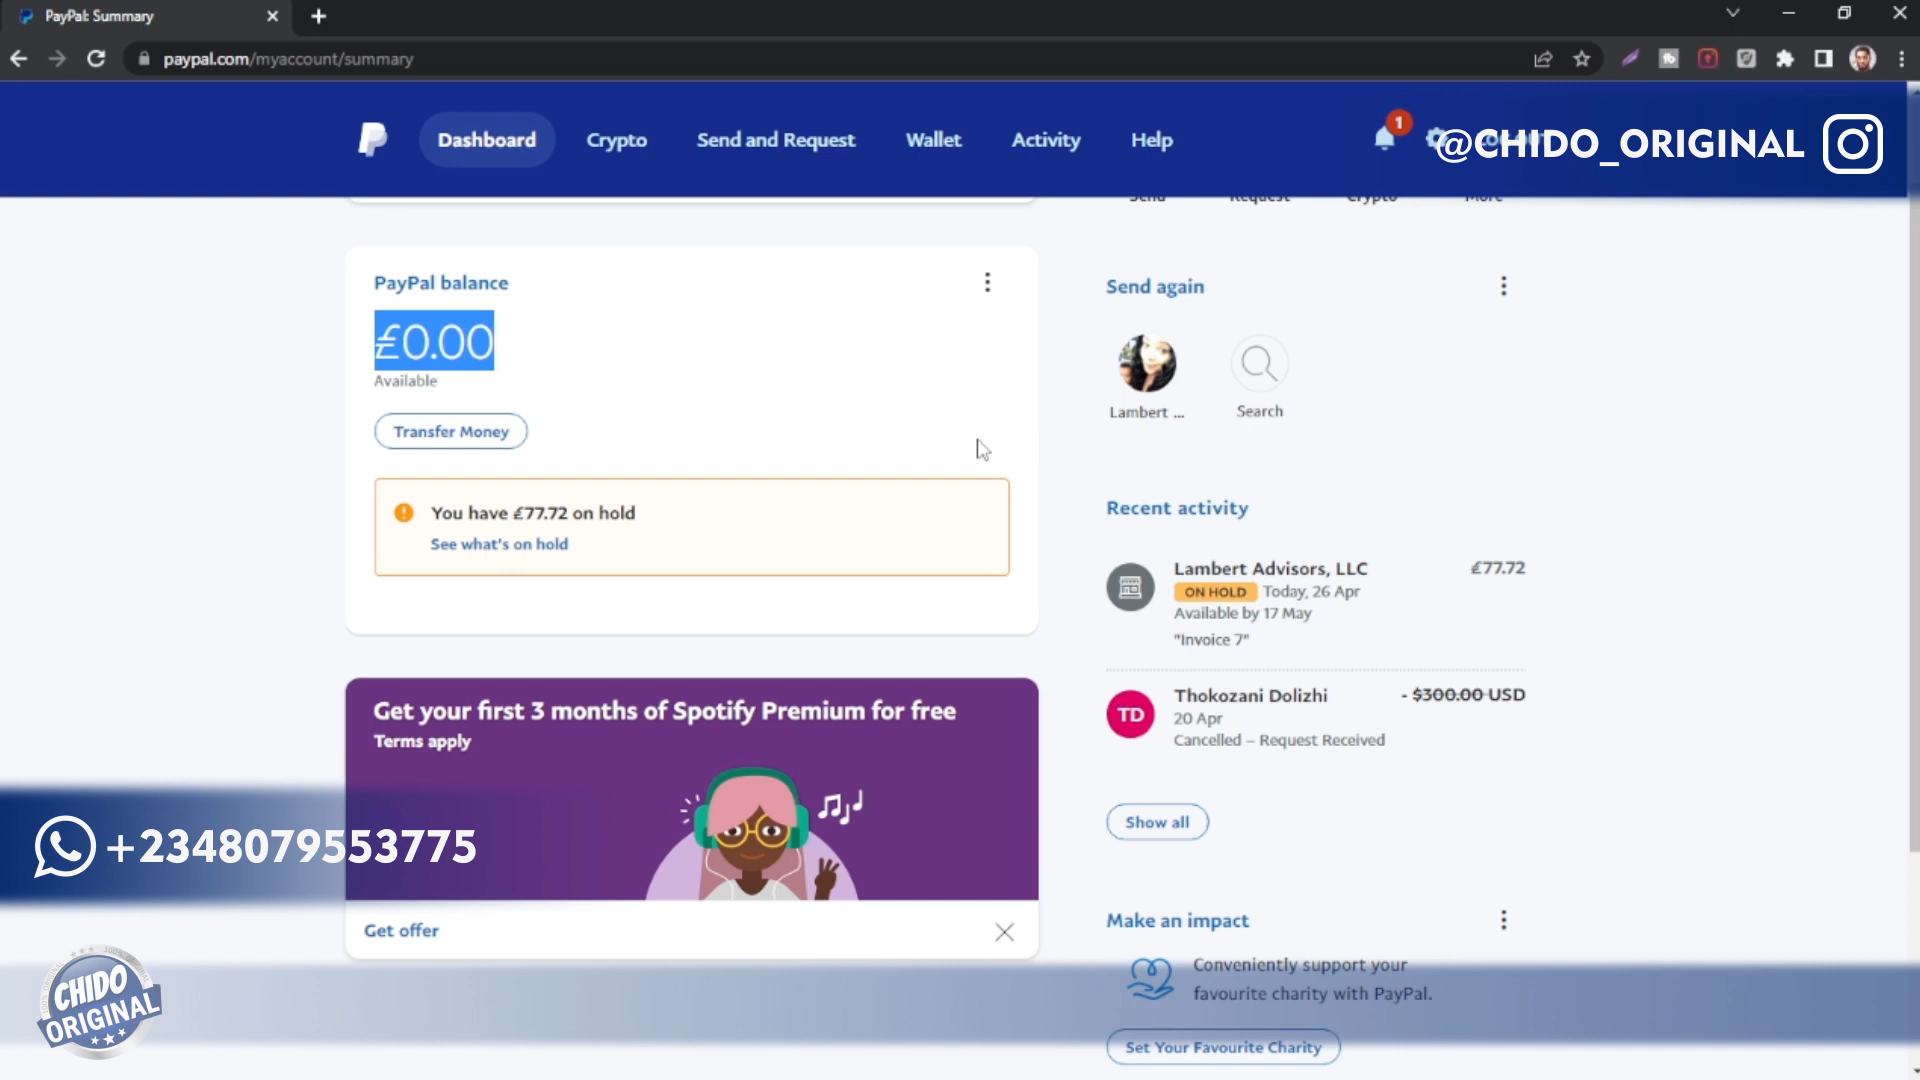 PayPal: Summary
paypal.com/myaccount/summary
Dashboard
Crypto
Send and Request
Wallet
Activity
Help
1
@CHIDO_ORIGINAL
Send
Request
Crypto
More
PayPal balance
£0.00
Available
Transfer Money
You have £77.72 on hold
See what's on hold
Send again
Lambert ...
Search
Recent activity
Lambert Advisors, LLC £77.72
ON HOLD Today, 26 Apr
Available by 17 May
"Invoice 7"
TD
Thokozani Dolizhi - $300.00 USD
20 Apr
Cancelled – Request Received
Show all
Get your first 3 months of Spotify Premium for free
Terms apply
+2348079553775
Get offer
Make an impact
Conveniently support your
favourite charity with PayPal.
Set Your Favourite Charity
CHIDO
ORIGINAL